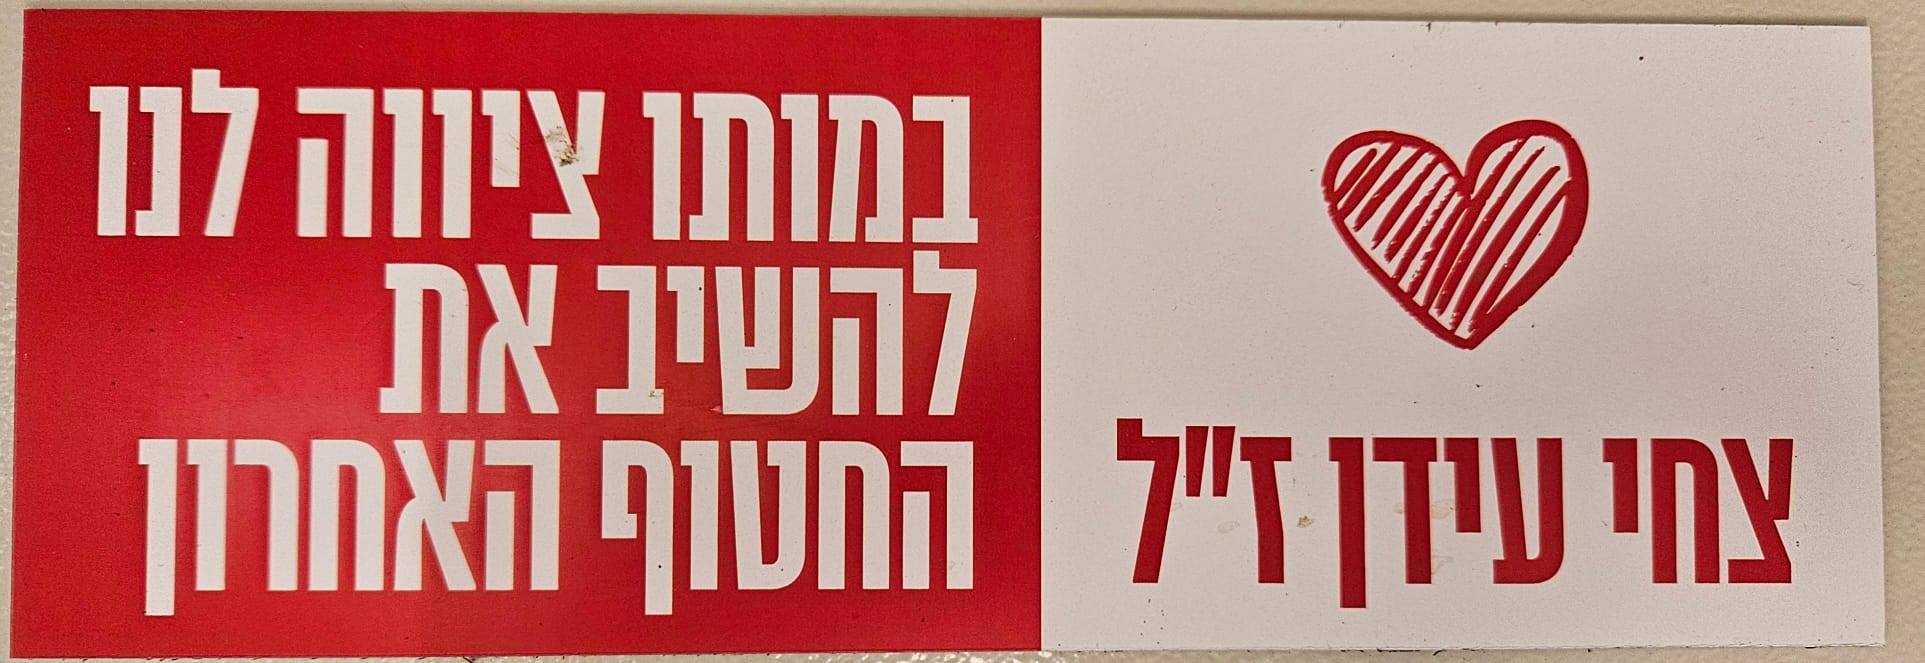 צחי עידן ז"ל
במותו ציווה לנו
להשיב את
החטוף האחרון